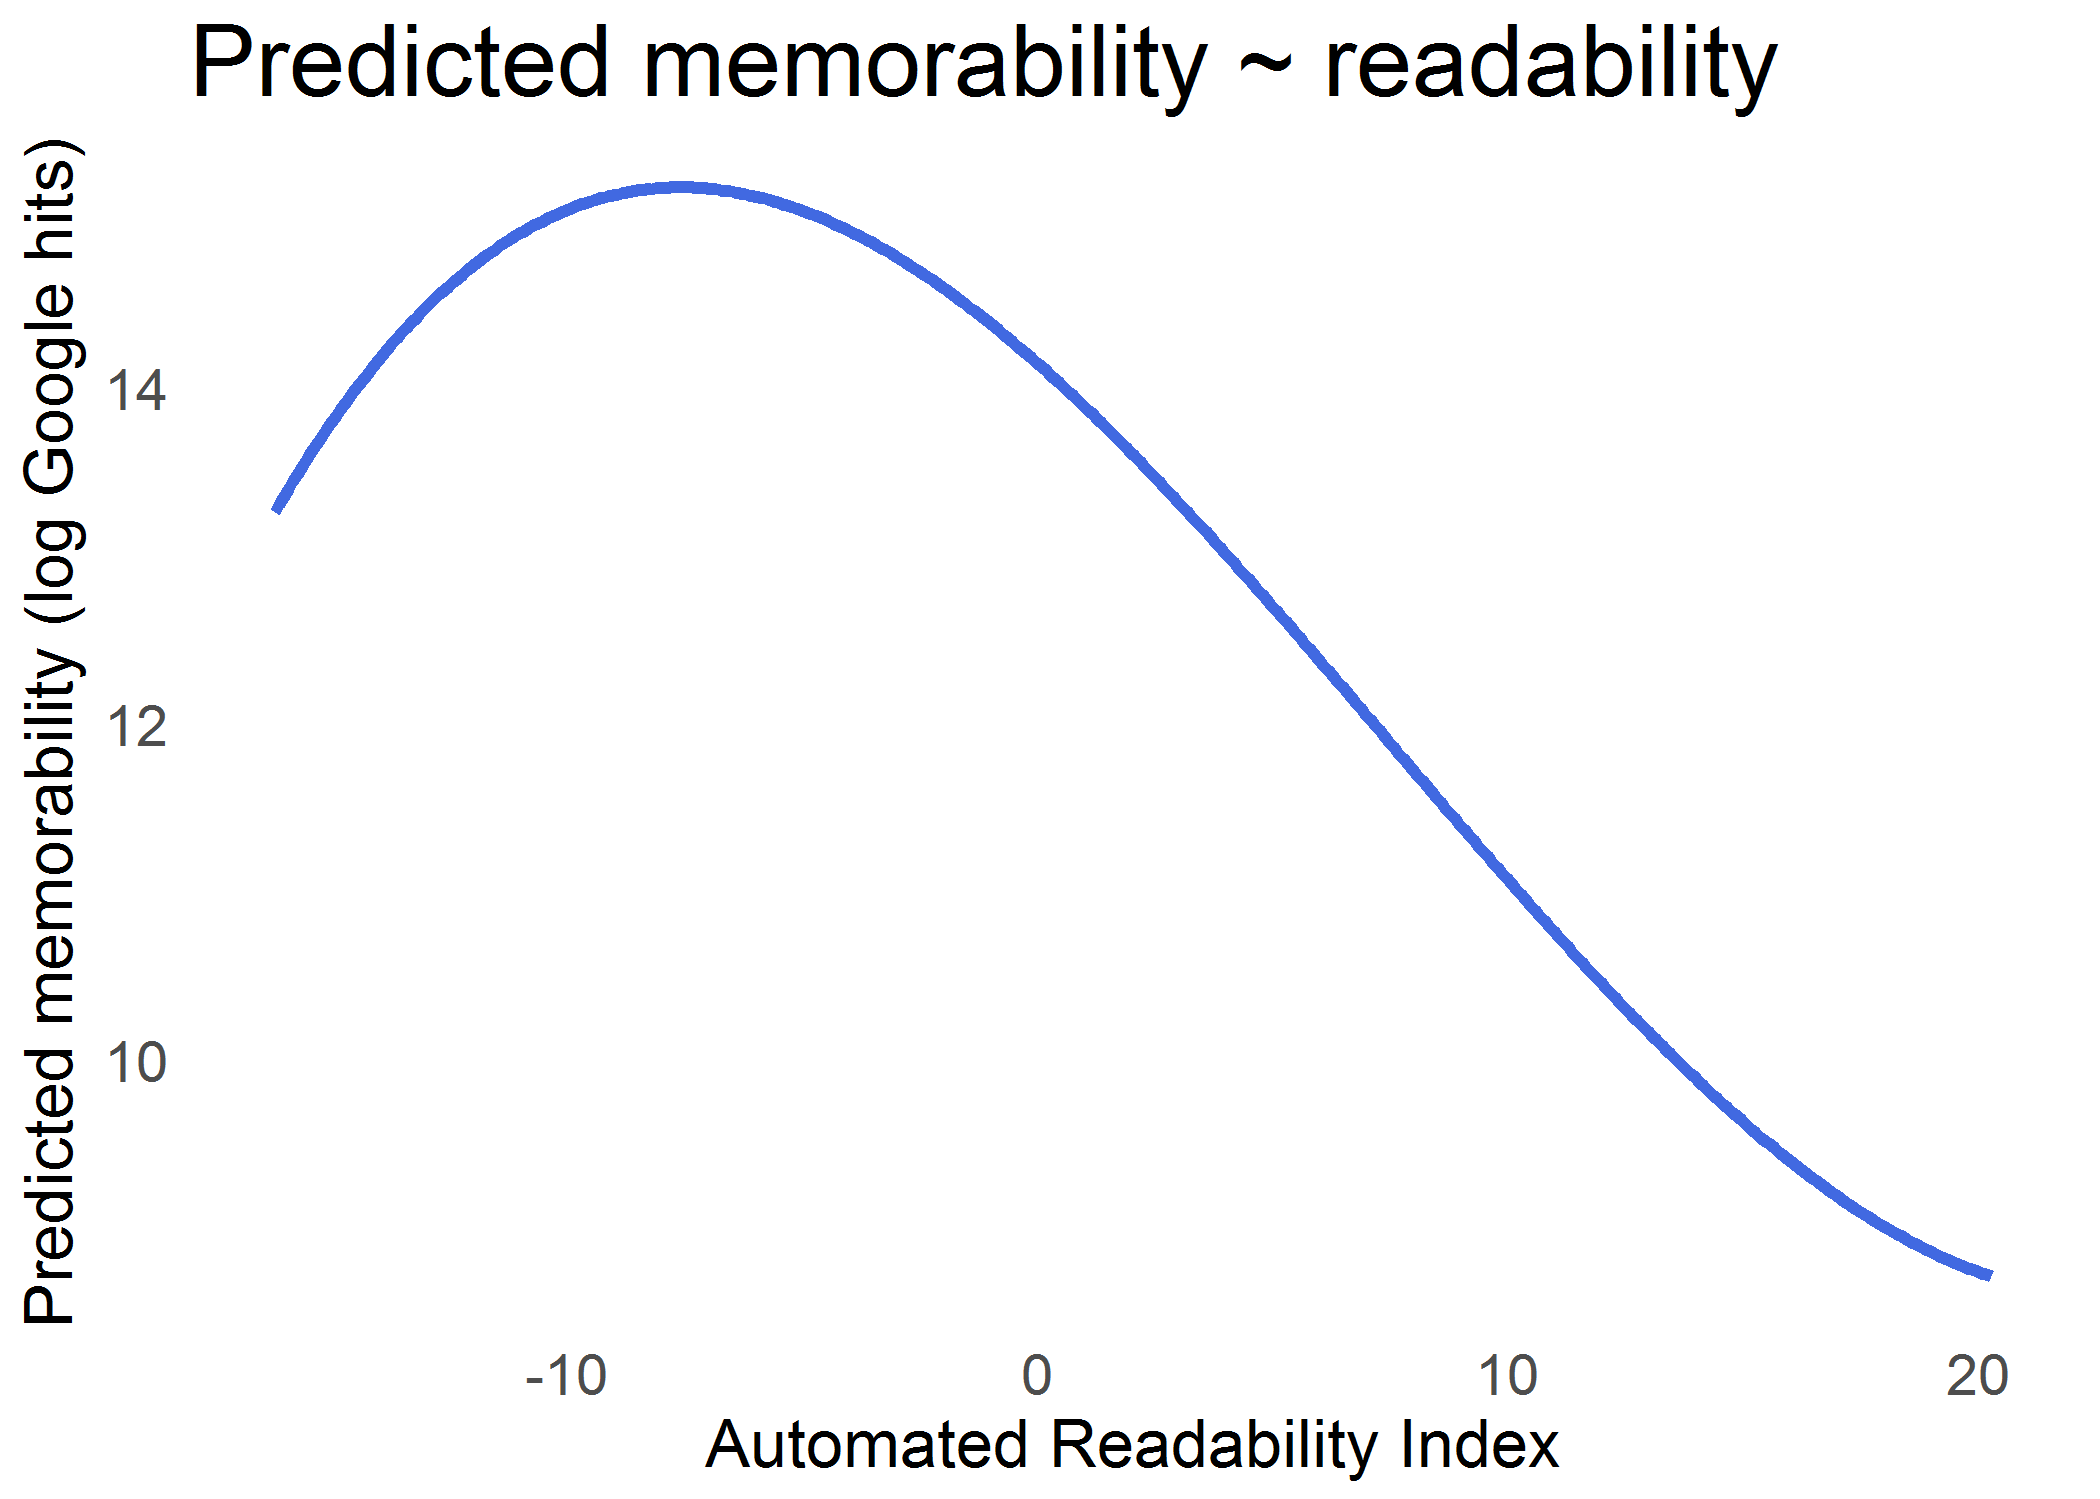 Predicted memorability ~ readability
Predicted memorability (log Google hits)
14
12
10
-10 0 10 20
Automated Readability Index